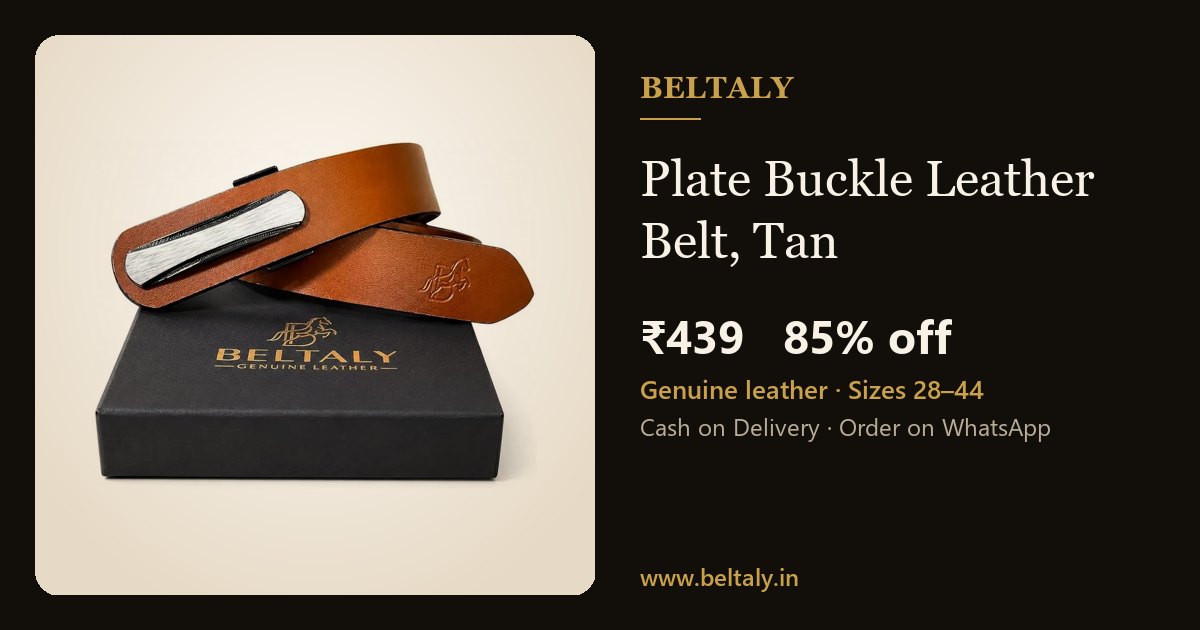 BELTALY
GENUINE LEATHER
BELTALY
Plate Buckle Leather
Belt, Tan
₹439 85% off
Genuine leather · Sizes 28–44
Cash on Delivery · Order on WhatsApp
www.beltaly.in